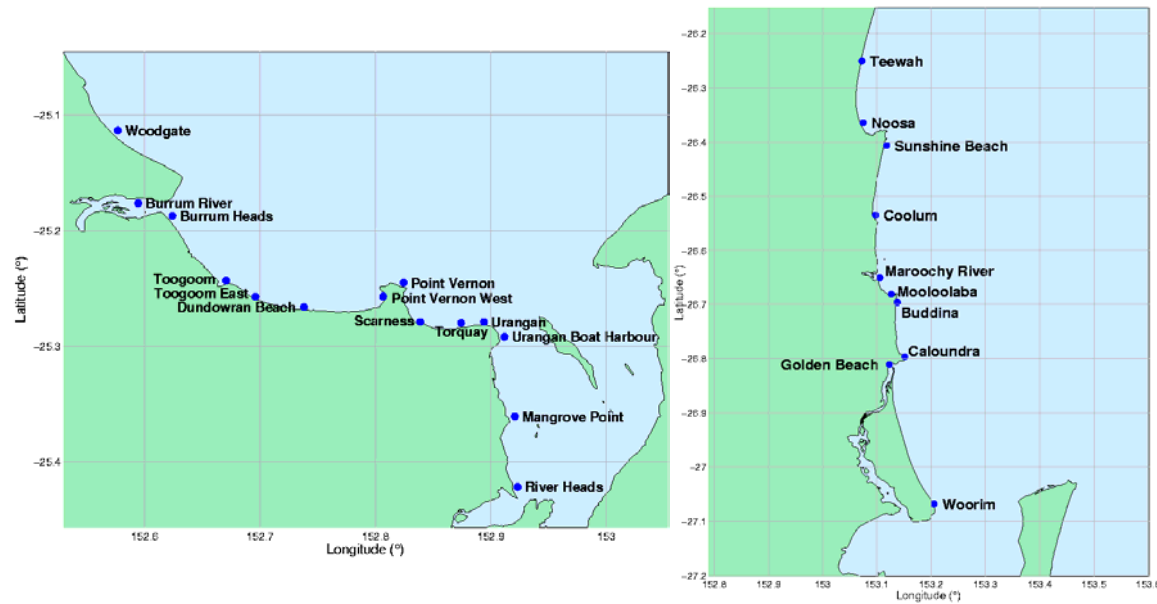 −25.1
−25.2
−25.3
−25.4
Latitude (°)
Woodgate
Burrum River
Burrum Heads
Toogoom
Toogoom East
Dundowran Beach
Point Vernon
Point Vernon West
Scarness
Torquay
Urangan
Urangan Boat Harbour
Mangrove Point
River Heads
152.6
152.7
152.8
152.9
153
Longitude (°)
−26.2
−26.3
−26.4
−26.5
−26.6
−26.7
−26.8
−26.9
−27
−27.1
−27.2
Latitude (°)
Teewah
Noosa
Sunshine Beach
Coolum
Maroochy River
Mooloolaba
Buddina
Caloundra
Golden Beach
Woorim
152.8
152.9
153
153.1
153.2
153.3
153.4
153.5
153.6
Longitude (°)